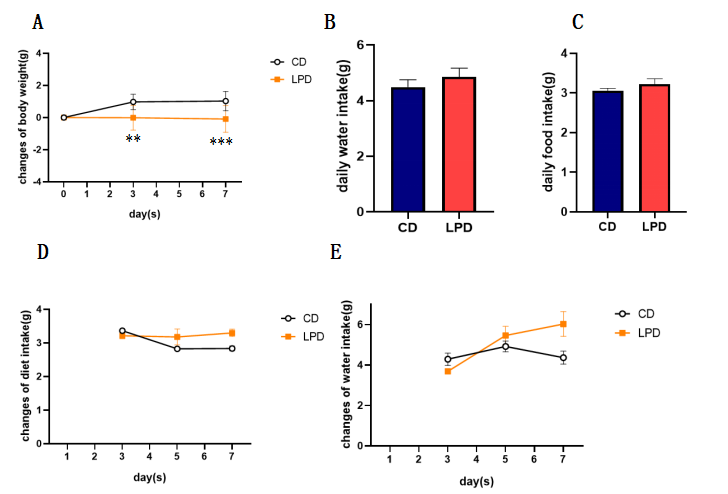 A
changes of body weight(g)
4
2
0
-2
-4
0 1 2 3 4 5 6 7
day(s)
CD
LPD
**
***
B
daily water intake(g)
6
4
2
0
CD LPD
C
daily food intake(g)
4
3
2
1
0
CD LPD
D
changes of diet intake(g)
4
3
2
1
0
1 2 3 5 6 7
day(s)
CD
LPD
E
changes of water intake(g)
6
4
2
0
1 2 3 4 5 6 7
day(s)
CD
LPD